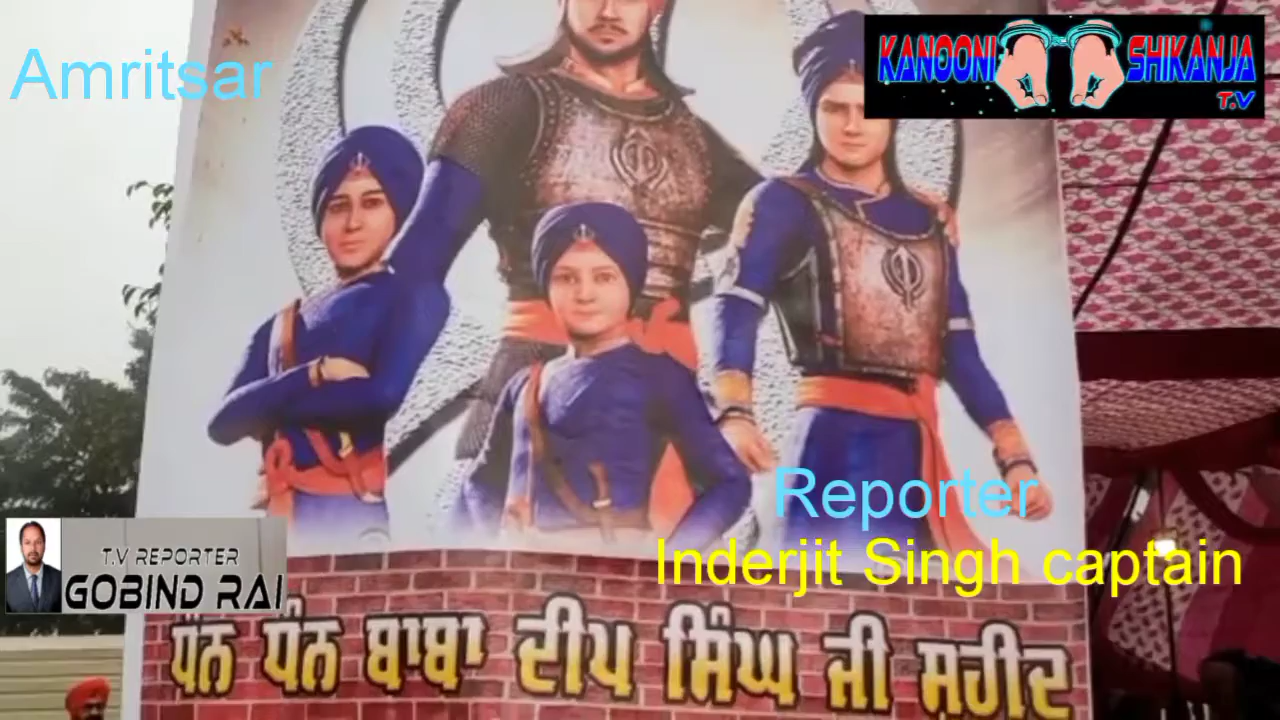 Amritsar
KANOONI SHIKANJA
T.V
Reporter
Inderjit Singh captain
T.V REPORTER
GOBIND RAI
ਧੰਨ ਧੰਨ ਬਾਬਾ ਦੀਪ ਸਿੰਘ ਜੀ ਸ਼ਹੀਦ